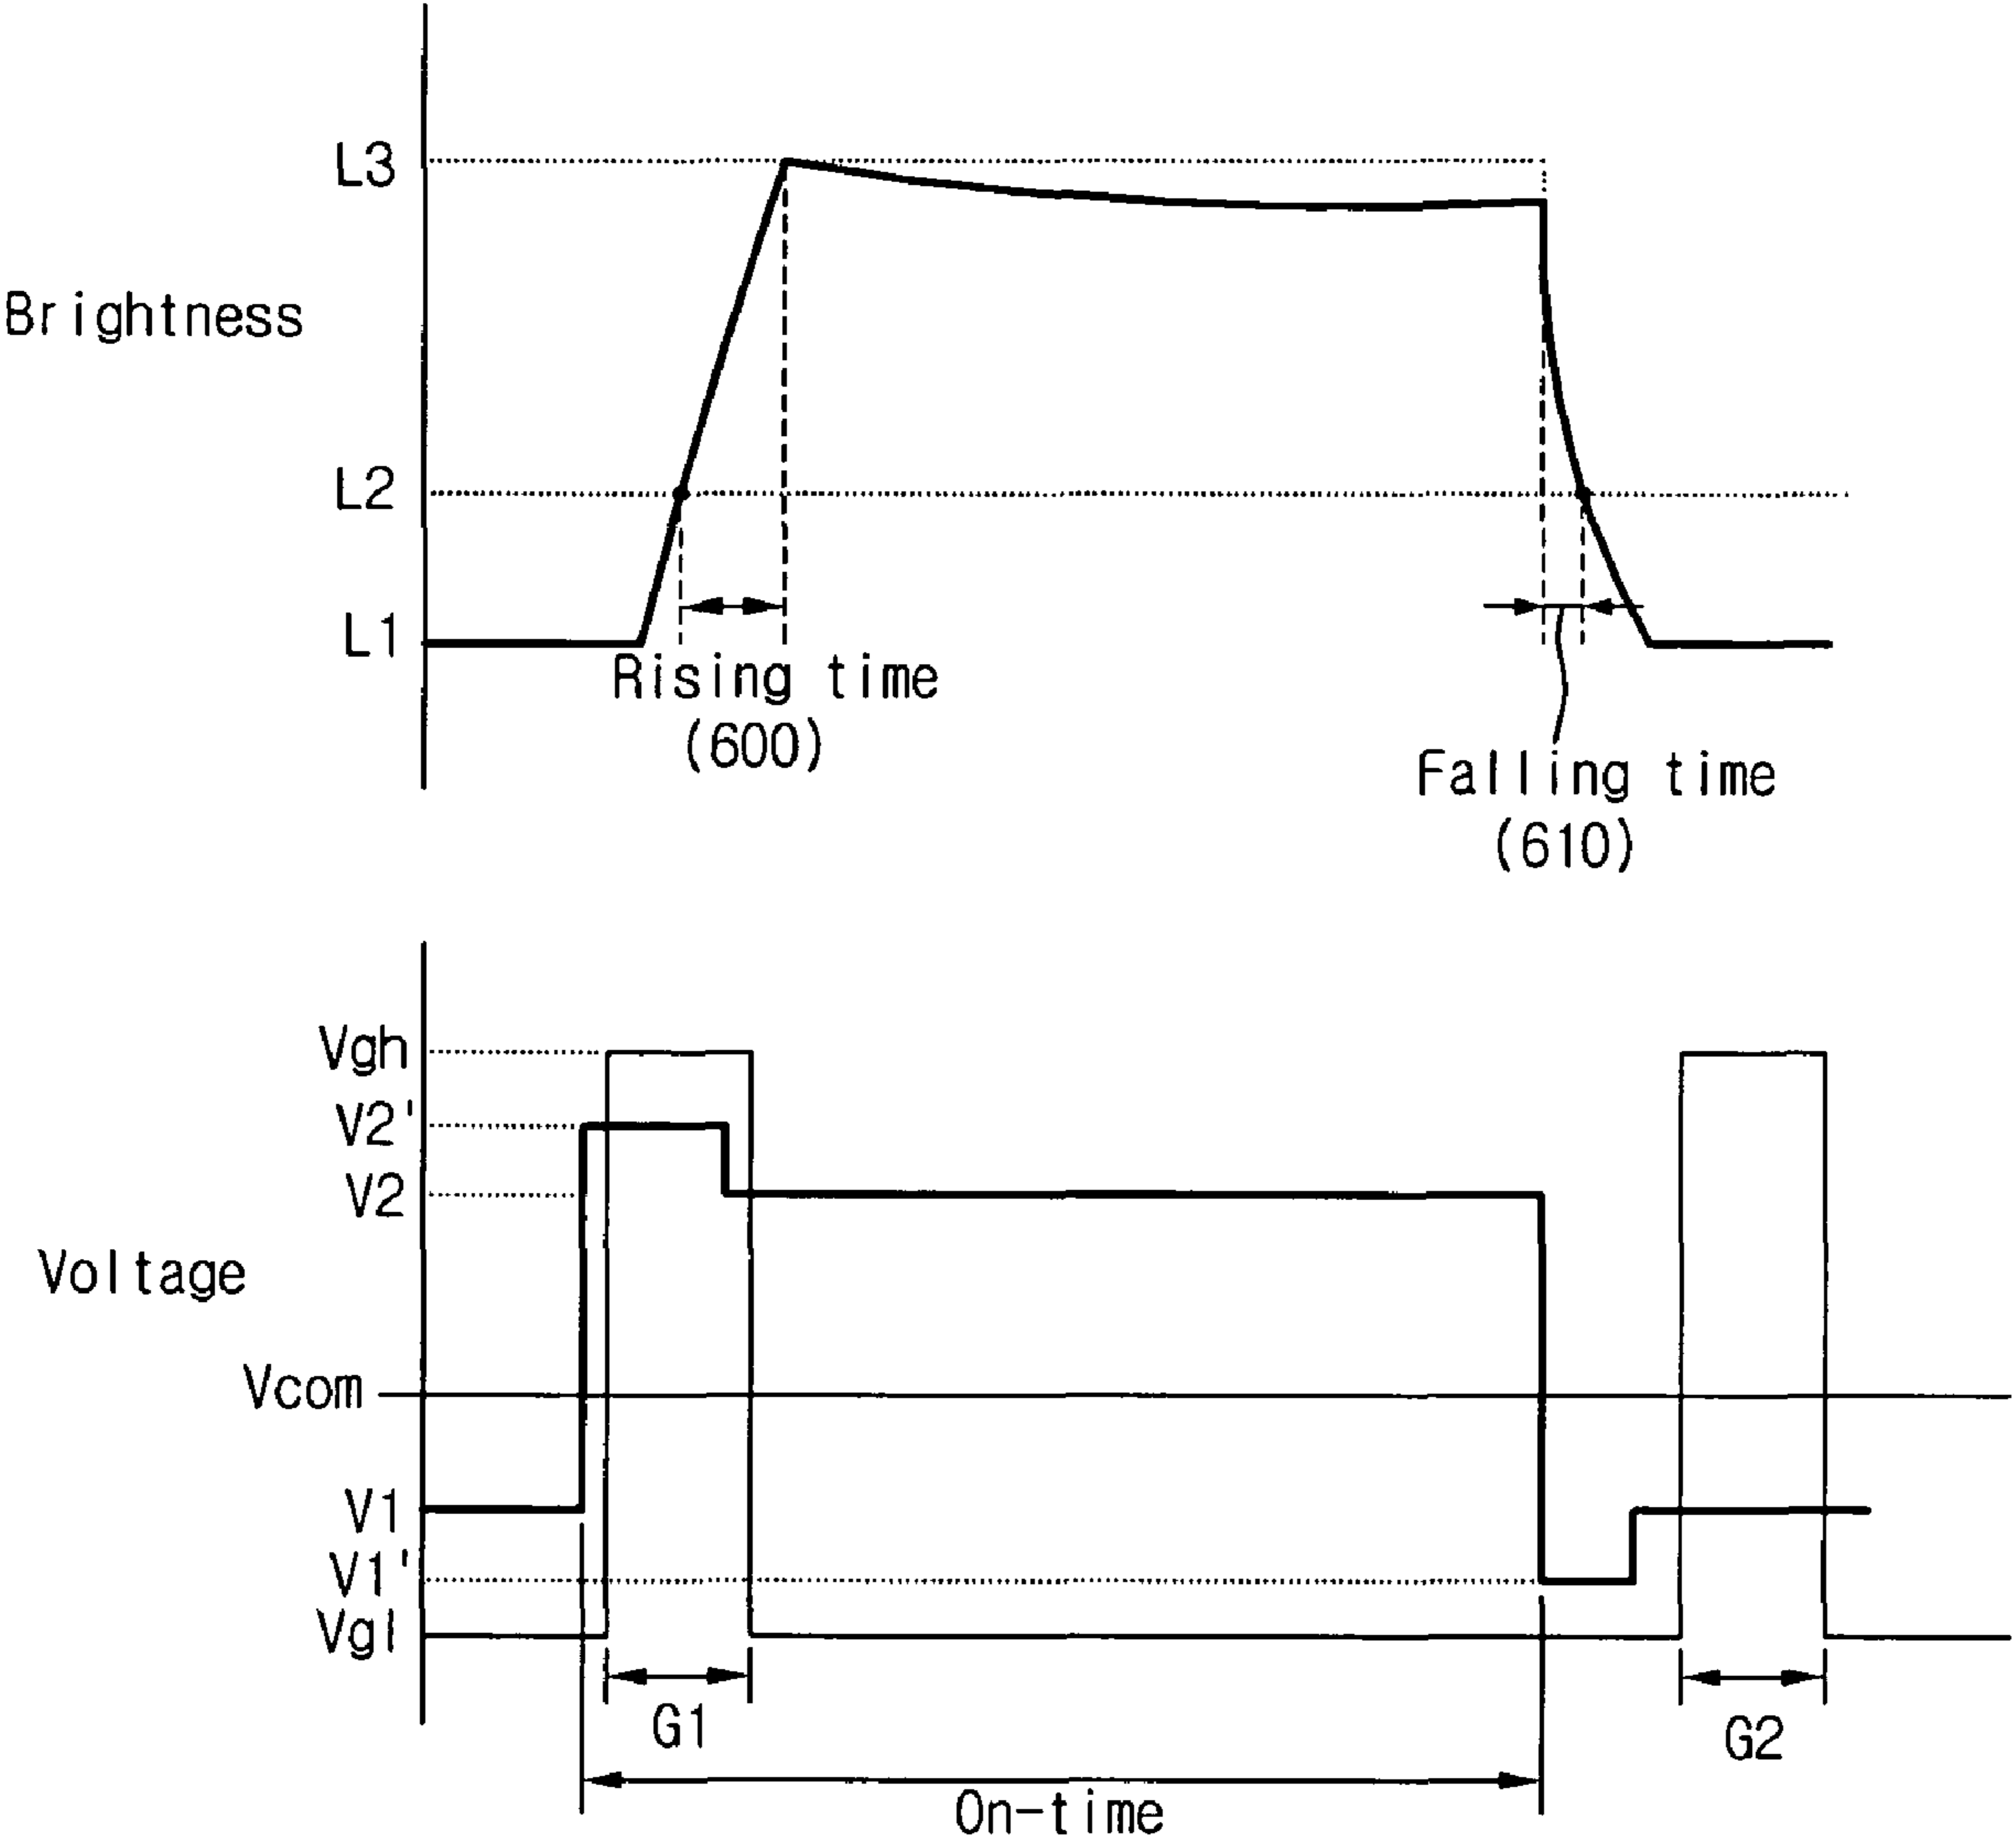 L3
Brightness
L2
L1
Rising time
(600)
Falling time
(610)
Vgh
V2'
V2
Voltage
Vcom
V1
V1'
Vgl
G1
G2
On-time